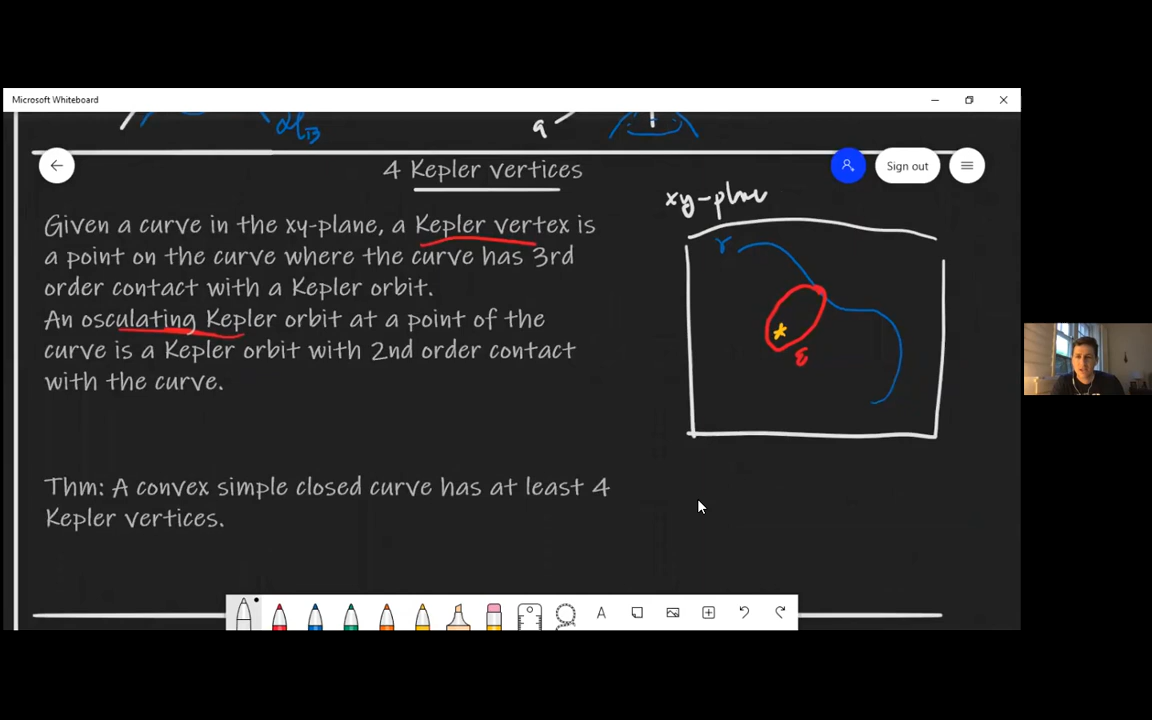 Microsoft Whiteboard
q
4 Kepler vertices
Sign out
Given a curve in the xy-plane, a Kepler vertex is
a point on the curve where the curve has 3rd
order contact with a Kepler orbit.
An osculating Kepler orbit at a point of the
curve is a Kepler orbit with 2nd order contact
with the curve.
xy-plane
γ
ε
Thm: A convex simple closed curve has at least 4
Kepler vertices.
A